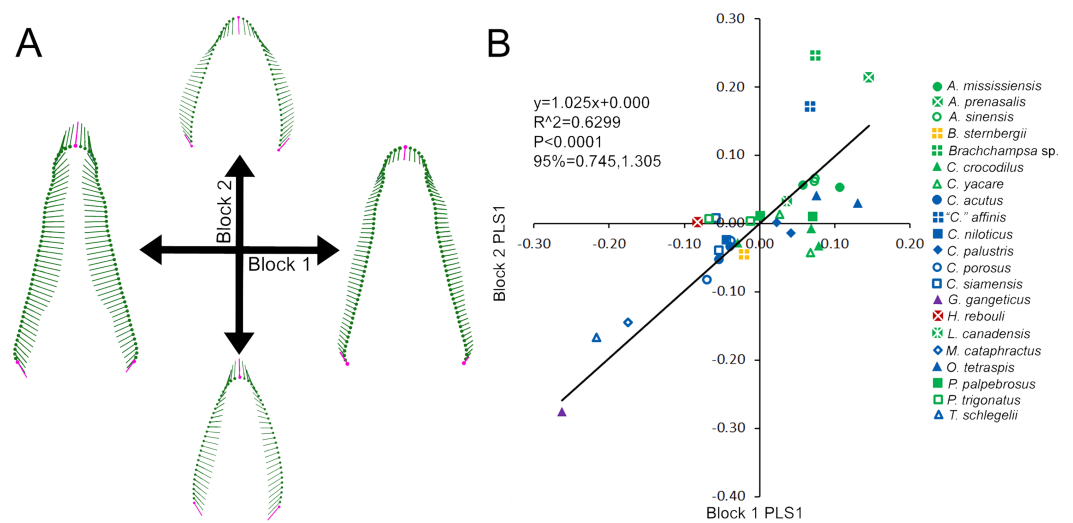 A
Block 2
Block 1
B
y=1.025x+0.000
R^2=0.6299
P<0.0001
95%=0.745,1.305
Block 2 PLS1
0.30
0.20
0.10
0.00
-0.10
-0.20
-0.30
-0.40
-0.30
-0.20
-0.10
0.00
0.10
0.20
Block 1 PLS1
A. mississiensis
A. prenasalis
A. sinensis
B. sternbergii
Brachchampsa sp.
C. crocodilus
C. yacare
C. acutus
"C." affinis
C. niloticus
C. palustris
C. porosus
C. siamensis
G. gangeticus
H. rebouli
L. canadensis
M. cataphractus
O. tetraspis
P. palpebrosus
P. trigonatus
T. schlegelii